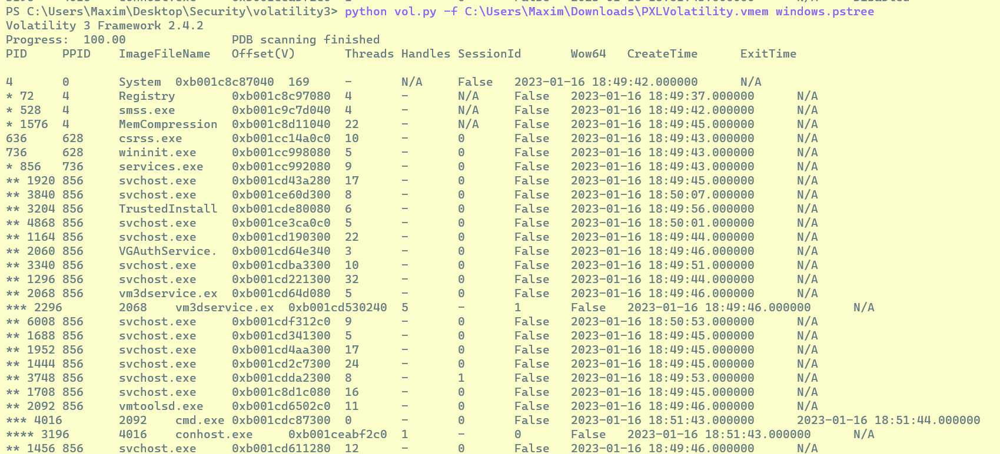 PS C:\Users\Maxim\Desktop\Security\volatility3> python vol.py -f C:\Users\Maxim\Downloads\PXLVolatility.vmem windows.pstree
Volatility 3 Framework 2.4.2
Progress:  100.00               PDB scanning finished
PID     PPID    ImageFileName   Offset(V)       Threads Handles SessionId       Wow64   CreateTime      ExitTime
4       0       System  0xb001c8c87040  169     -       N/A     False   2023-01-16 18:49:42.000000      N/A
* 72    4       Registry        0xb001c8c97080  4       -       N/A     False   2023-01-16 18:49:37.000000      N/A
* 528   4       smss.exe        0xb001c9c7d040  4       -       N/A     False   2023-01-16 18:49:42.000000      N/A
* 1576  4       MemCompression  0xb001c8d11040  22      -       N/A     False   2023-01-16 18:49:45.000000      N/A
636     628     csrss.exe       0xb001cc14a0c0  10      -       0       False   2023-01-16 18:49:43.000000      N/A
736     628     wininit.exe     0xb001cc998080  5       -       0       False   2023-01-16 18:49:43.000000      N/A
* 856   736     services.exe    0xb001cc992080  9       -       0       False   2023-01-16 18:49:43.000000      N/A
** 1920 856     svchost.exe     0xb001cd43a280  17      -       0       False   2023-01-16 18:49:45.000000      N/A
** 3840 856     svchost.exe     0xb001ce60d300  8       -       0       False   2023-01-16 18:50:07.000000      N/A
** 3204 856     TrustedInstall  0xb001cde80080  6       -       0       False   2023-01-16 18:49:56.000000      N/A
** 4868 856     svchost.exe     0xb001ce3ca0c0  5       -       0       False   2023-01-16 18:50:01.000000      N/A
** 1164 856     svchost.exe     0xb001cd190300  22      -       0       False   2023-01-16 18:49:44.000000      N/A
** 2060 856     VGAuthService.  0xb001cd64e340  3       -       0       False   2023-01-16 18:49:46.000000      N/A
** 3340 856     svchost.exe     0xb001cdba3300  10      -       0       False   2023-01-16 18:49:51.000000      N/A
** 1296 856     svchost.exe     0xb001cd221300  32      -       0       False   2023-01-16 18:49:44.000000      N/A
** 2068 856     vm3dservice.ex  0xb001cd64d080  5       -       0       False   2023-01-16 18:49:46.000000      N/A
*** 2296        2068    vm3dservice.ex  0xb001cd530240  5       -       1       False   2023-01-16 18:49:46.000000      N/A
** 6008 856     svchost.exe     0xb001cdf312c0  9       -       0       False   2023-01-16 18:50:53.000000      N/A
** 1688 856     svchost.exe     0xb001cd341300  5       -       0       False   2023-01-16 18:49:45.000000      N/A
** 1952 856     svchost.exe     0xb001cd4aa300  17      -       0       False   2023-01-16 18:49:45.000000      N/A
** 1444 856     svchost.exe     0xb001cd2c7300  24      -       0       False   2023-01-16 18:49:45.000000      N/A
** 3748 856     svchost.exe     0xb001cdda2300  8       -       1       False   2023-01-16 18:49:53.000000      N/A
** 1708 856     svchost.exe     0xb001c8d1c080  16      -       0       False   2023-01-16 18:49:45.000000      N/A
** 2092 856     vmtoolsd.exe    0xb001cd6502c0  11      -       0       False   2023-01-16 18:49:46.000000      N/A
*** 4016        2092    cmd.exe 0xb001cdc87300  0       -       0       False   2023-01-16 18:51:43.000000      2023-01-16 18:51:44.000000
**** 3196       4016    conhost.exe     0xb001ceabf2c0  1       -       0       False   2023-01-16 18:51:43.000000      N/A
** 1456 856     svchost.exe     0xb001cd611280  12      -       0       False   2023-01-16 18:49:46.000000      N/A